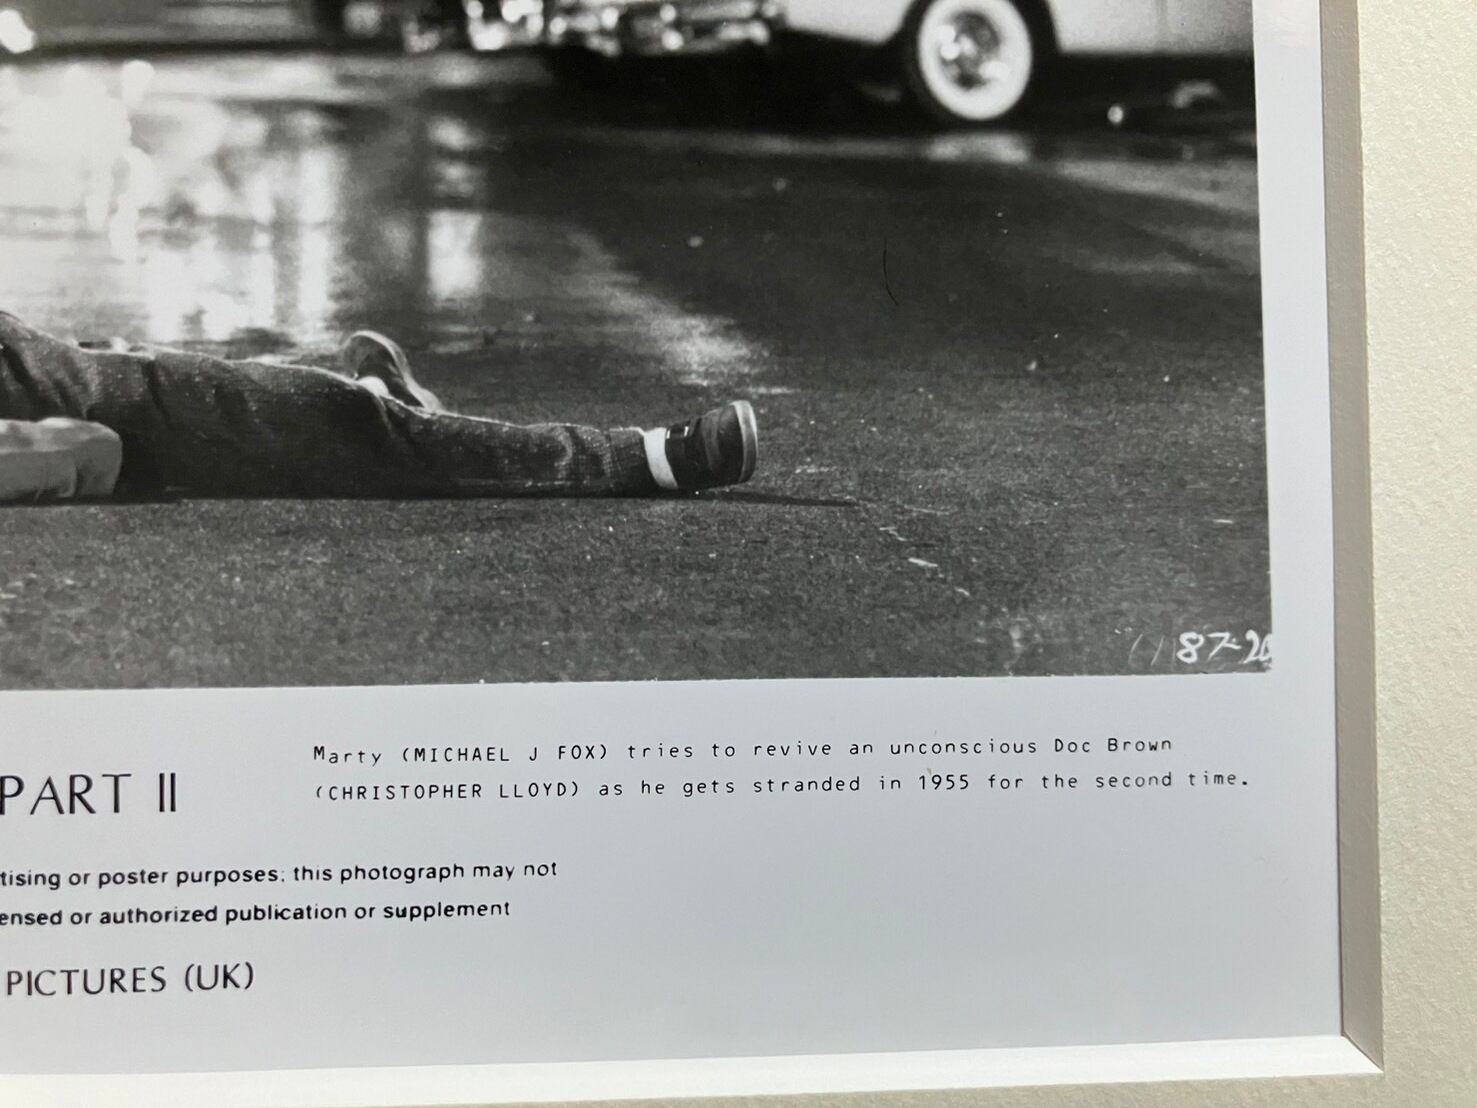 87-20
Marty (MICHAEL J FOX) tries to revive an unconscious Doc Brown
(CHRISTOPHER LLOYD) as he gets stranded in 1955 for the second time.
PART II
tising or poster purposes; this photograph may not
ensed or authorized publication or supplement
PICTURES (UK)